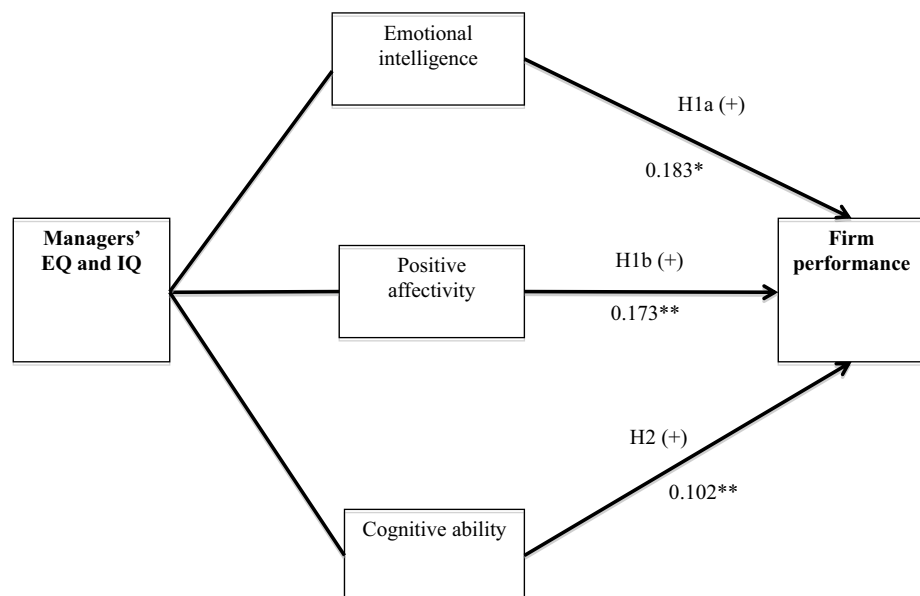 Emotional
intelligence
H1a (+)
0.183*
Managers’
EQ and IQ
Positive
affectivity
H1b (+)
0.173**
Firm
performance
H2 (+)
0.102**
Cognitive ability